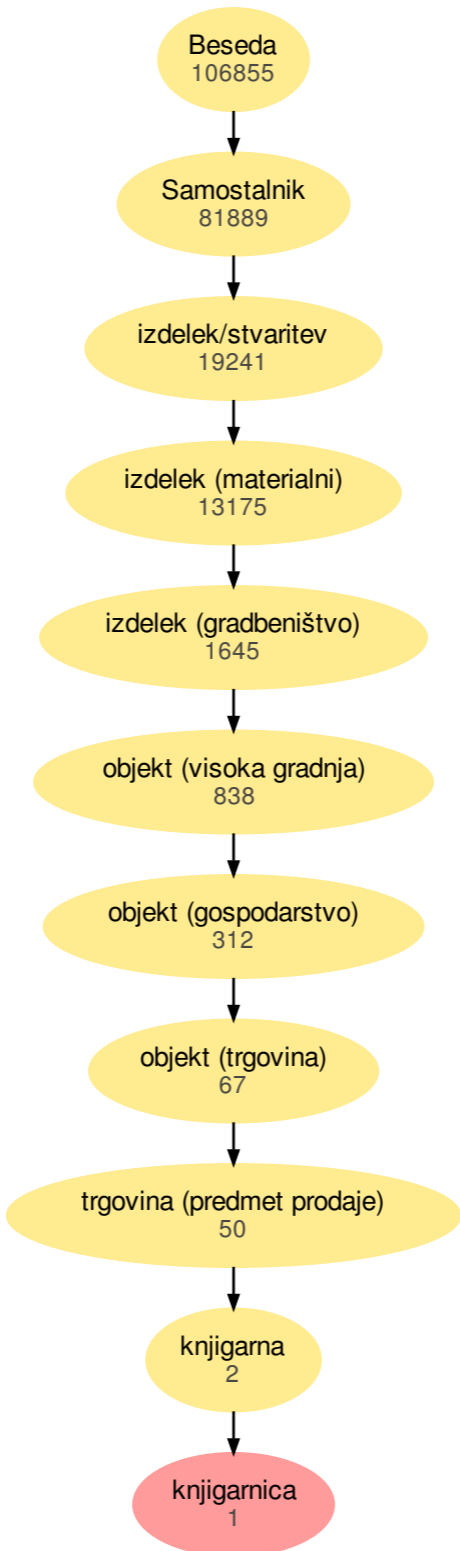 Beseda
106855
Samostalnik
81889
izdelek/stvaritev
19241
izdelek (materialni)
13175
izdelek (gradbeništvo)
1645
objekt (visoka gradnja)
838
objekt (gospodarstvo)
312
objekt (trgovina)
67
trgovina (predmet prodaje)
50
knjigarna
2
knjigarnica
1